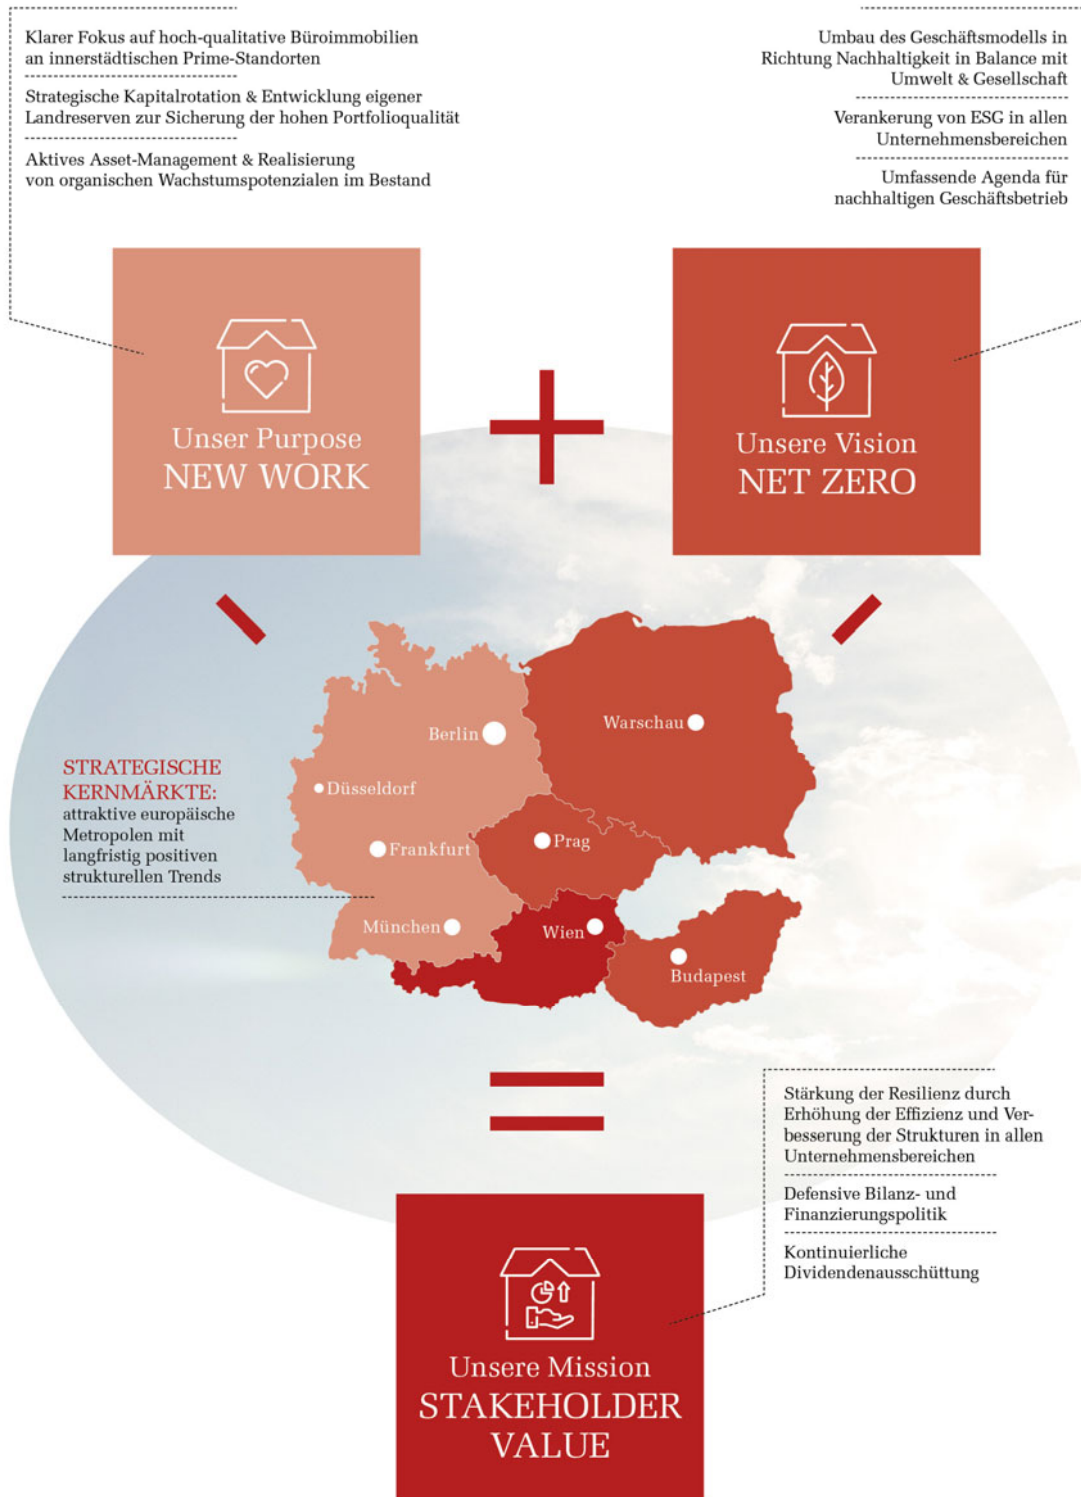 Klarer Fokus auf hoch-qualitative Büroimmobilien
an innerstädtischen Prime-Standorten
Strategische Kapitalrotation & Entwicklung eigener
Landreserven zur Sicherung der hohen Portfolioqualität
Aktives Asset-Management & Realisierung
von organischen Wachstumspotenzialen im Bestand
Umbau des Geschäftsmodells in
Richtung Nachhaltigkeit in Balance mit
Umwelt & Gesellschaft
Verankerung von ESG in allen
Unternehmensbereichen
Umfassende Agenda für
nachhaltigen Geschäftsbetrieb
Unser Purpose
NEW WORK
Unsere Vision
NET ZERO
STRATEGISCHE
KERNMÄRKTE:
attraktive europäische
Metropolen mit
langfristig positiven
strukturellen Trends
Berlin
Warschau
Düsseldorf
Frankfurt
Prag
München
Wien
Budapest
Stärkung der Resilienz durch
Erhöhung der Effizienz und Ver-
besserung der Strukturen in allen
Unternehmensbereichen
Defensive Bilanz- und
Finanzierungspolitik
Kontinuierliche
Dividendenausschüttung
Unsere Mission
STAKEHOLDER
VALUE